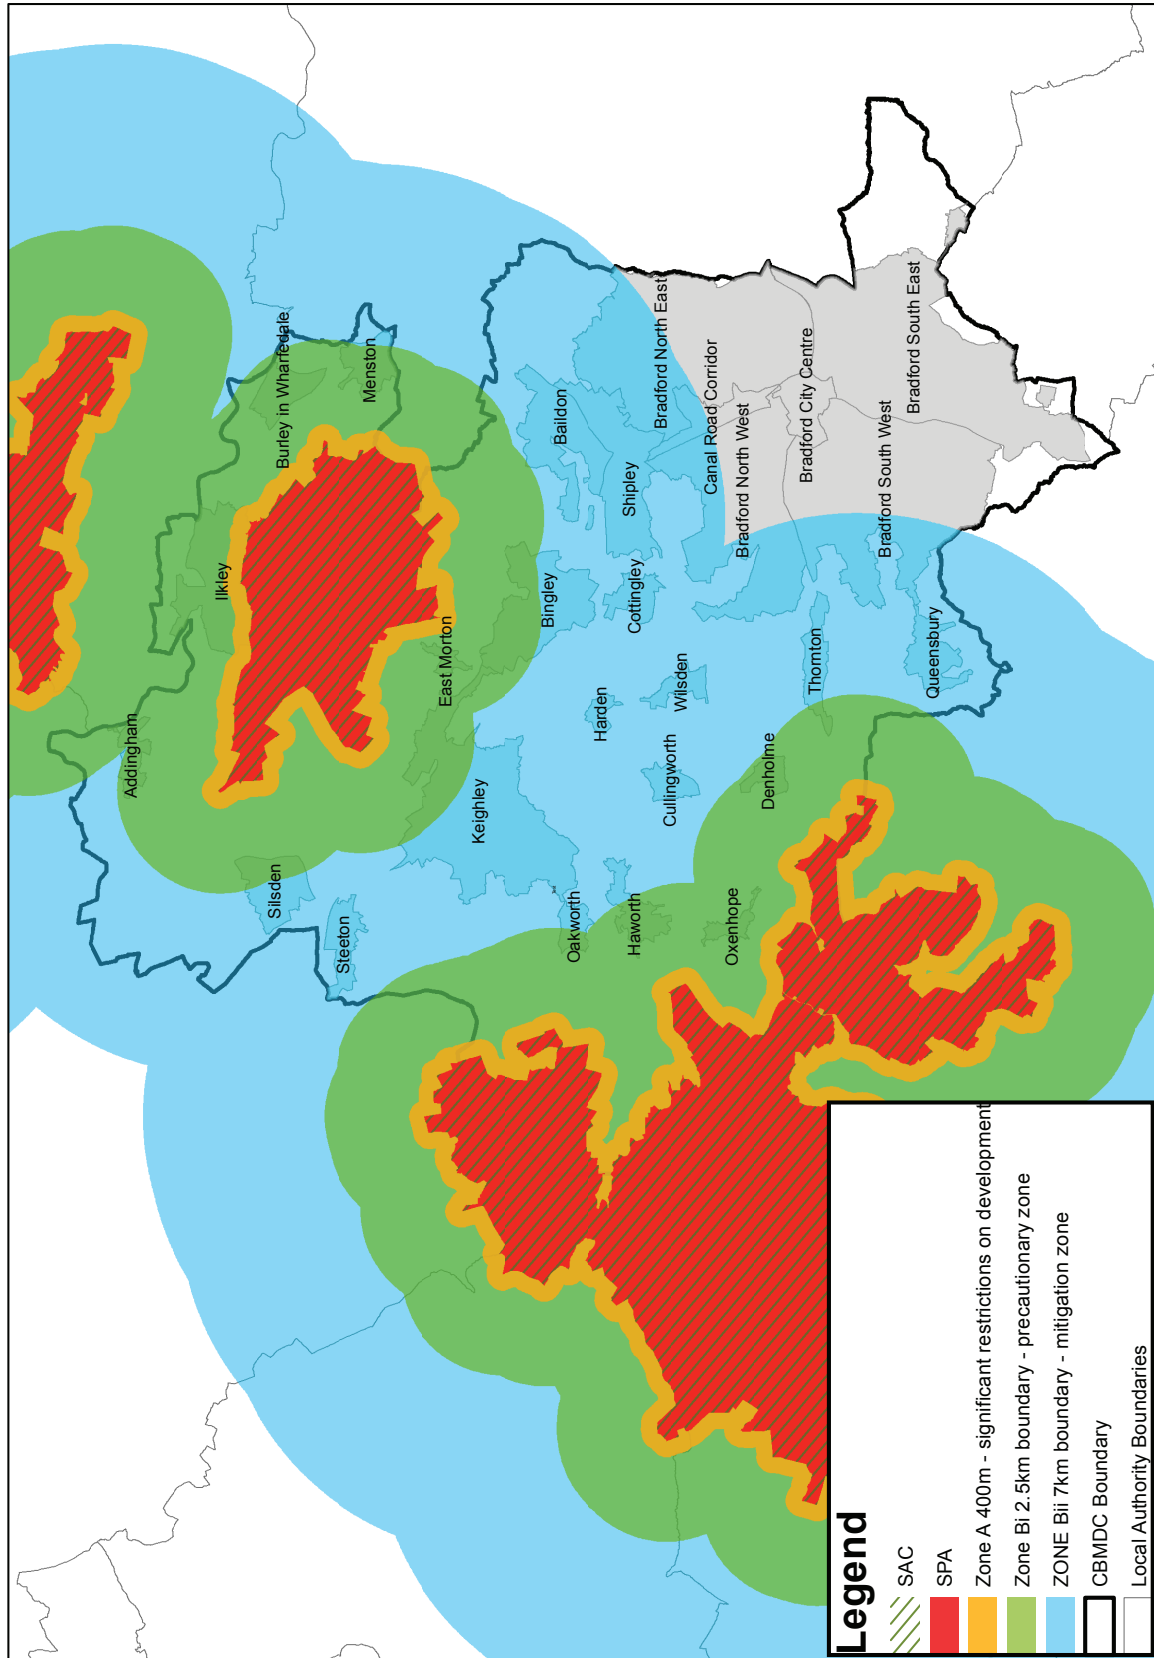 Addingham
Silsden
Steeton
Ilkley
Burley in Wharfedale
Menston
East Morton
Keighley
Bingley
Baildon
Shipley
Cottingley
Harden
Wilsden
Cullingworth
Oakworth
Haworth
Oxenhope
Denholme
Thornton
Queensbury
Bradford North East
Canal Road Corridor
Bradford North West
Bradford City Centre
Bradford South West
Bradford South East
Legend
SAC
SPA
Zone A 400m - significant restrictions on development
Zone Bi 2.5km boundary - precautionary zone
ZONE Bii 7km boundary - mitigation zone
CBMDC Boundary
Local Authority Boundaries